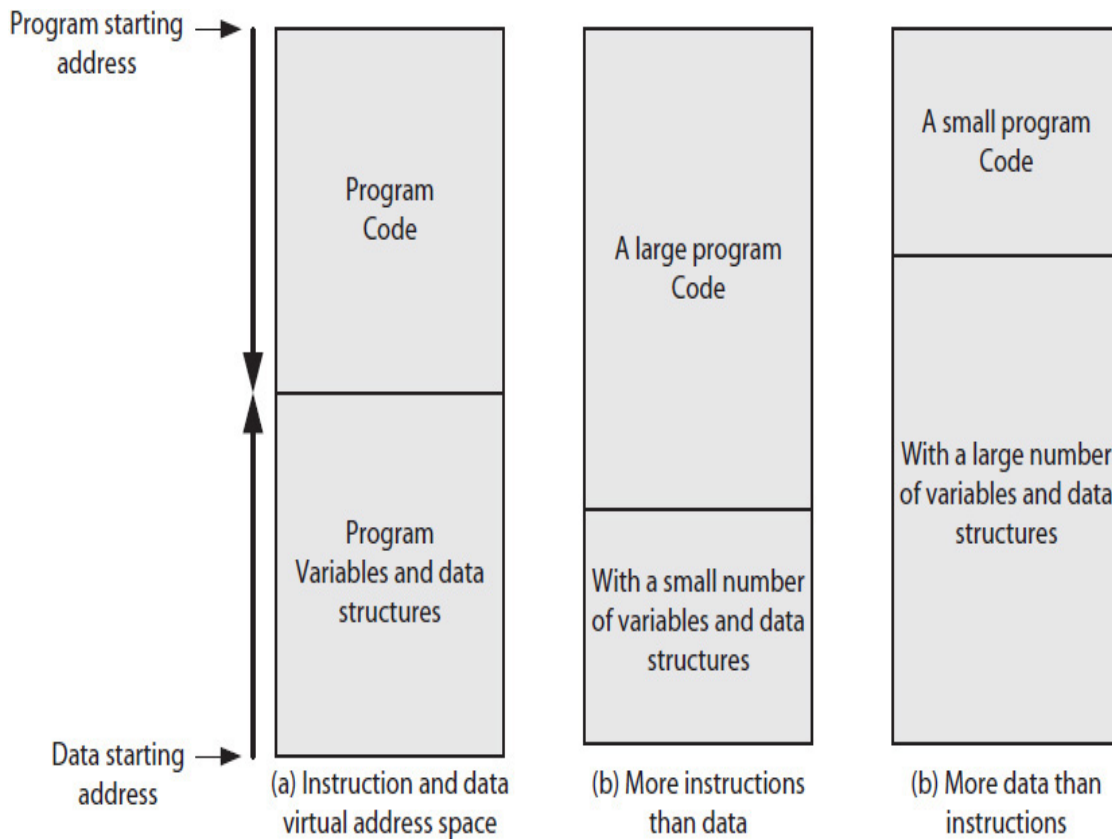 Program starting
address
Program
Code
Program
Variables and data
structures
Data starting
address
(a) Instruction and data
virtual address space
A large program
Code
With a small number
of variables and data
structures
(b) More instructions
than data
A small program
Code
With a large number
of variables and data
structures
(b) More data than
instructions